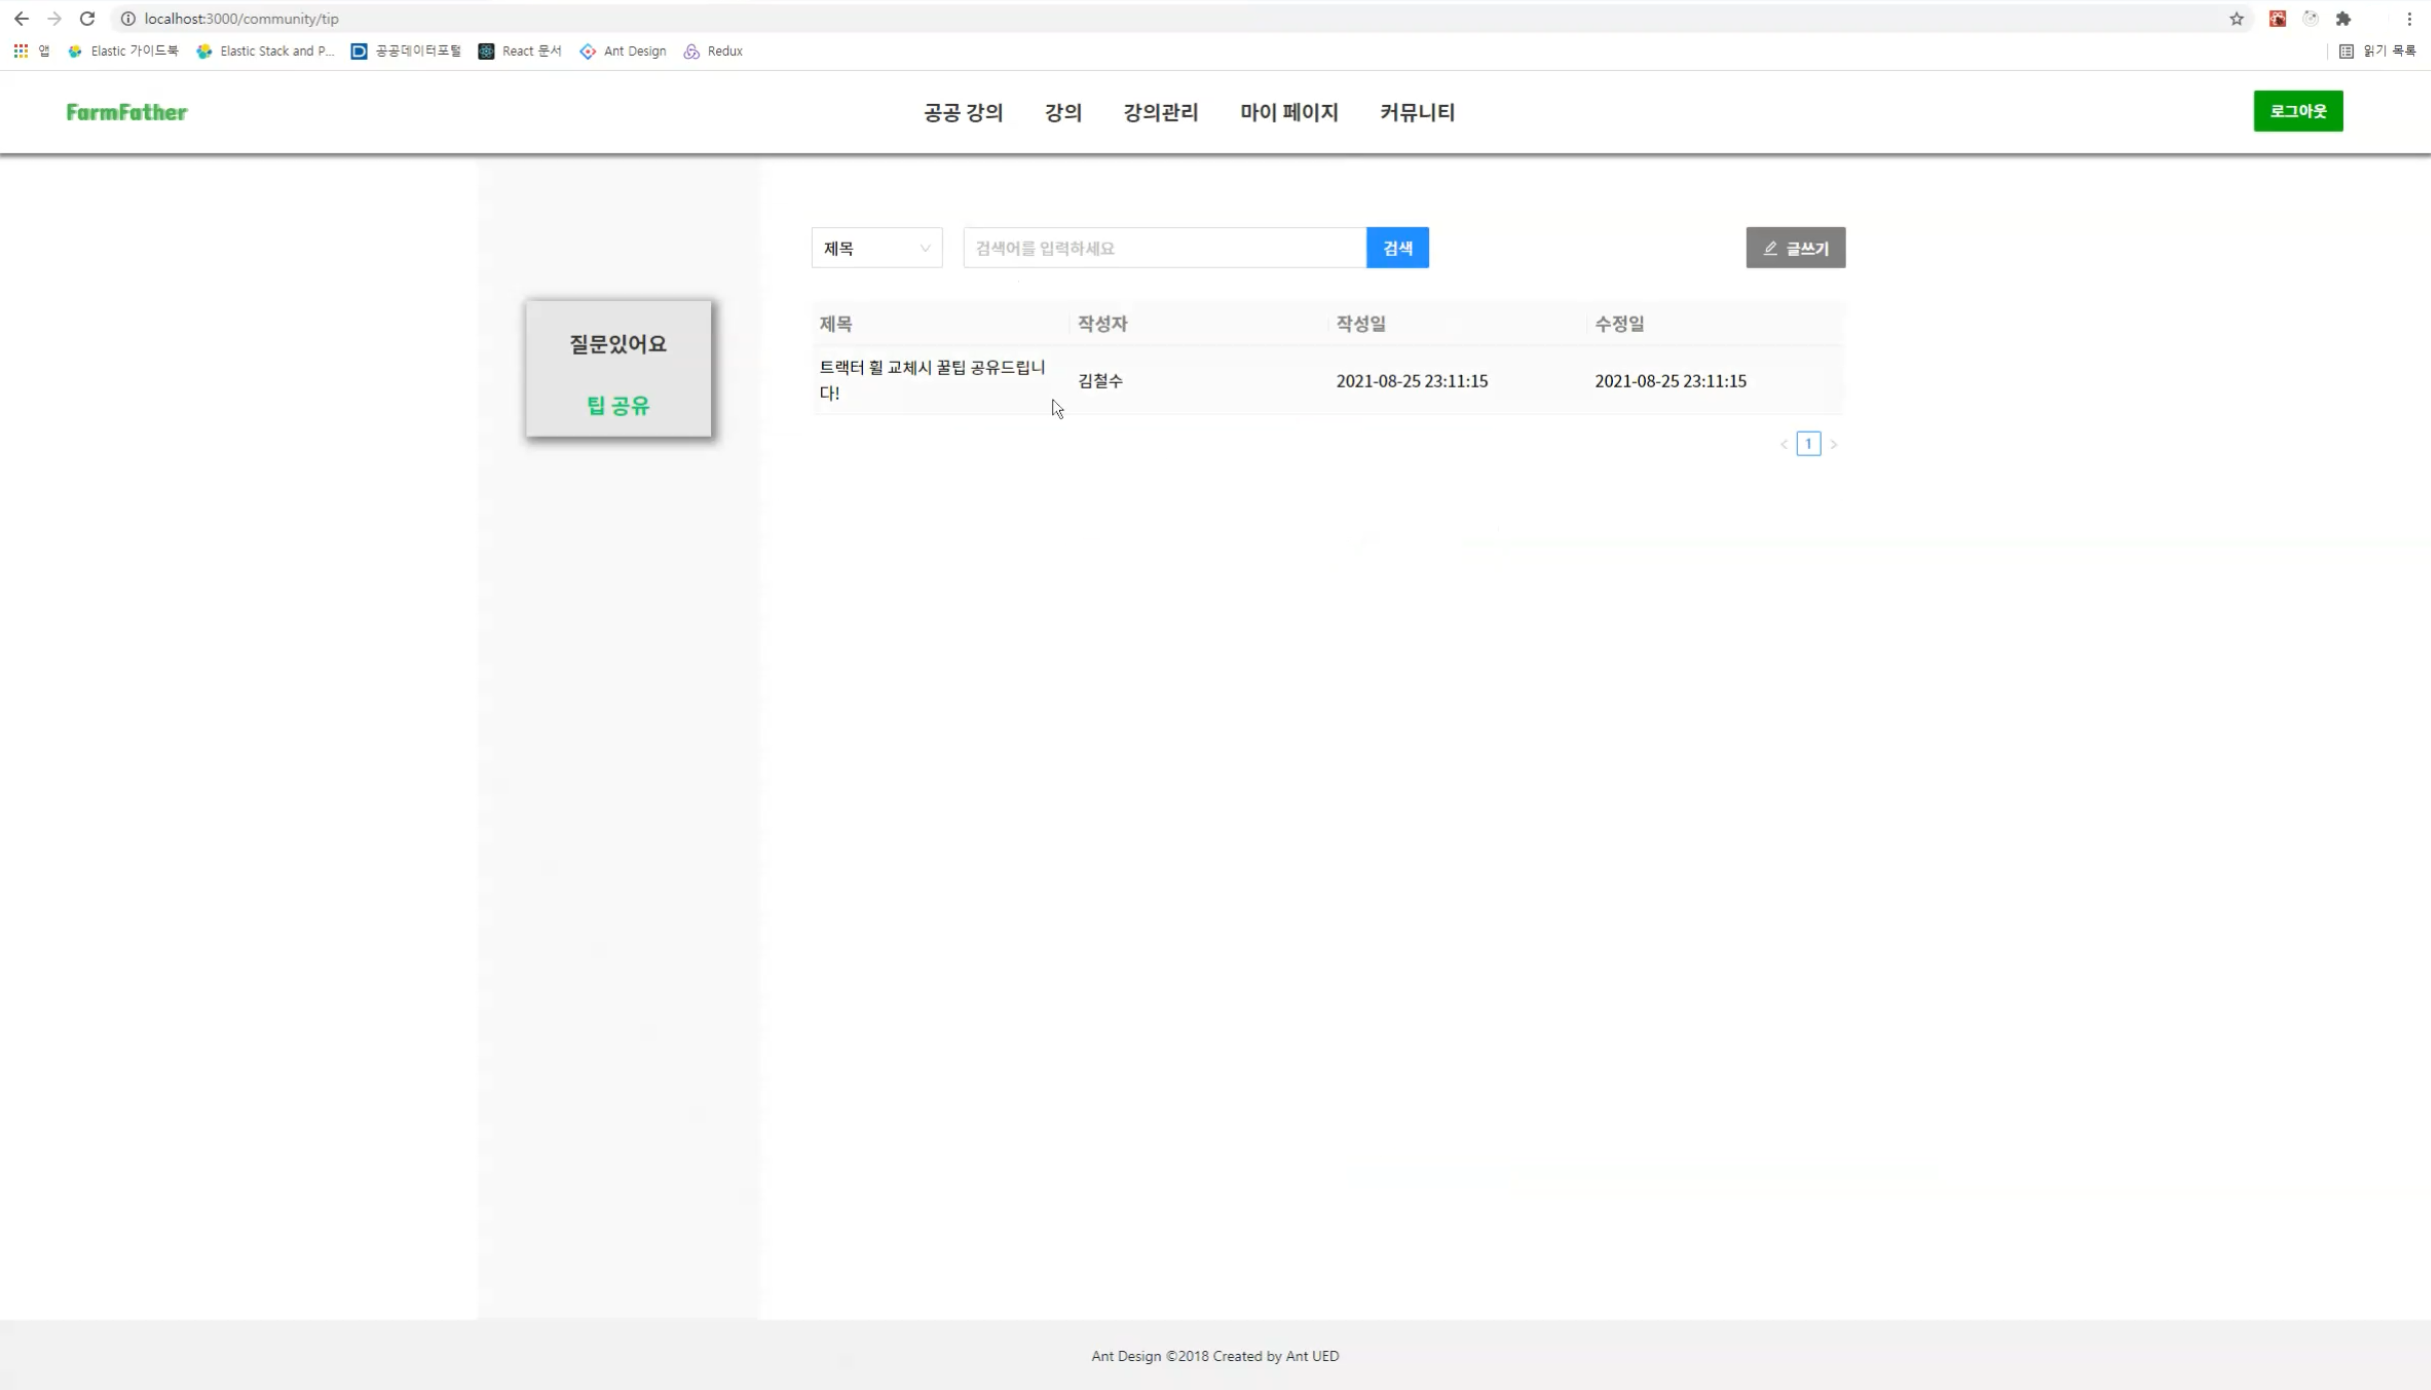 localhost:3000/community/tip
앱 Elastic 가이드북 Elastic Stack and P... 공공데이터포털 React 문서 Ant Design Redux 읽기 목록
FarmFather 공공 강의 강의 강의관리 마이 페이지 커뮤니티 로그아웃
제목 검색어를 입력하세요 검색 글쓰기
질문있어요
팁 공유
제목 작성자 작성일 수정일
트랙터 휠 교체시 꿀팁 공유드립니
다!
김철수 2021-08-25 23:11:15 2021-08-25 23:11:15
< 1 >
Ant Design ©2018 Created by Ant UED